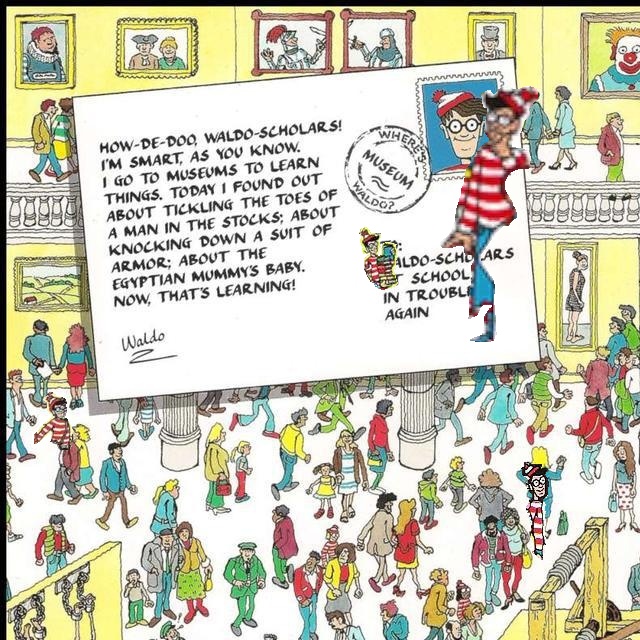 HOW-DE-DOO, WALDO-SCHOLARS!
I'M SMART, AS YOU KNOW.
I GO TO MUSEUMS TO LEARN
THINGS. TODAY I FOUND OUT
ABOUT TICKLING THE TOES OF
A MAN IN THE STOCKS; ABOUT
KNOCKING DOWN A SUIT OF
ARMOR; ABOUT THE
EGYPTIAN MUMMY'S BABY.
NOW, THAT'S LEARNING!
Waldo
WHERE'S
MUSEUM
WALDO?
ALDO-SCHOLARS
SCHOOL,
IN TROUBL
AGAIN